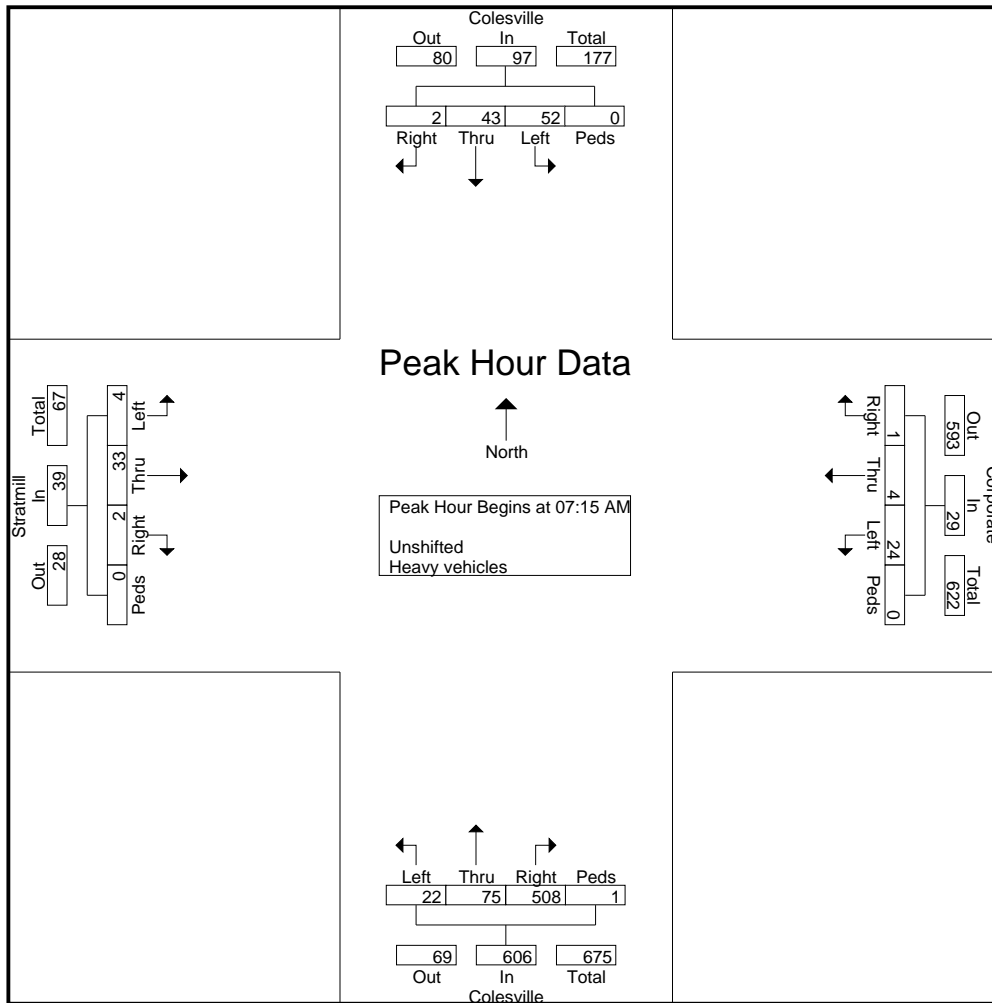 Colesville
Out In Total
80 97 177
2 43 52 0
Right Thru Left Peds
Peak Hour Data
North
Peak Hour Begins at 07:15 AM
Unshifted
Heavy vehicles
Stratmill
Total In Out
67 39 28
4 33 2 0
Left Thru Right Peds
Corporate
Out In Total
593 29 622
1 4 24 0
Right Thru Left Peds
Left Thru Right Peds
22 75 508 1
69 606 675
Out In Total
Colesville